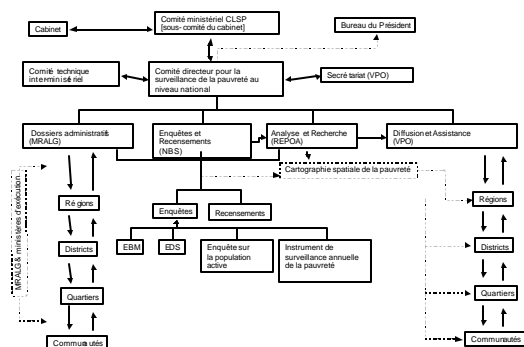 Cabinet
Comité ministériel CLSP
[sous- comité du cabinet]
Bureau du Président
Comité technique
interministériel
Comité directeur pour la
surveillance de la pauvreté au
niveau national
Secrétariat (VPO)
Dossiers administratifs
(MRALG)
Enquêtes et
Recensements
(NBS)
Analyse et Recherche
(REPOA)
Diffusion et Assistance
(VPO)
Cartographie spatiale de la pauvreté
MRALG & ministères d'exécution
Régions
Districts
Quartiers
Communautés
Enquêtes
Recensements
EBM
EDS
Enquête sur
la population
active
Instrument de
surveillance annuelle
de la pauvreté
Régions
Districts
Quartiers
Communautés